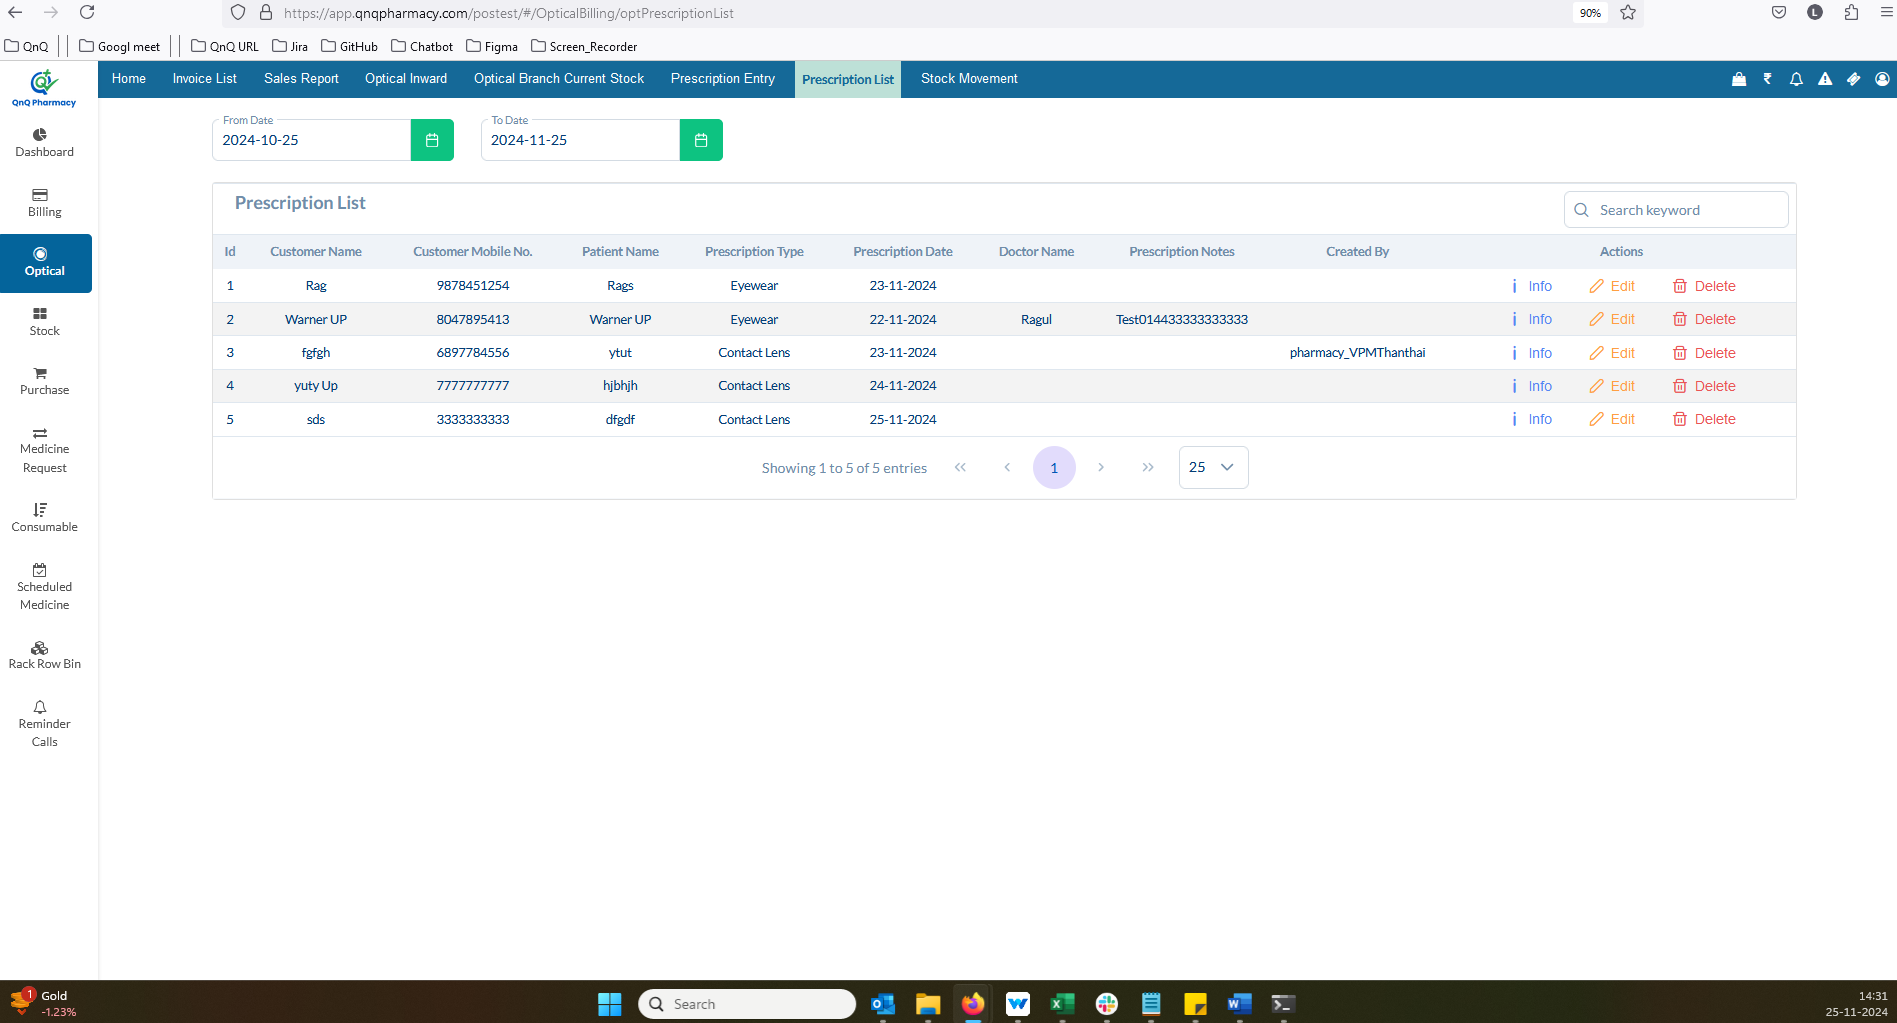 https://app.qnqpharmacy.com/postest/#/OpticalBilling/optPrescriptionList
90%
L
QnQ
Googl meet
QnQ URL
Jira
GitHub
Chatbot
Figma
Screen_Recorder
QnQ Pharmacy
Home Invoice List Sales Report Optical Inward Optical Branch Current Stock Prescription Entry Prescription List Stock Movement
Dashboard
Billing
Optical
Stock
Purchase
Medicine
Request
Consumable
Scheduled
Medicine
Rack Row Bin
Reminder
Calls
From Date
2024-10-25
To Date
2024-11-25
Prescription List
Search keyword
Id Customer Name Customer Mobile No. Patient Name Prescription Type Prescription Date Doctor Name Prescription Notes Created By Actions
1 Rag 9878451254 Rags Eyewear 23-11-2024 Info Edit Delete
2 Warner UP 8047895413 Warner UP Eyewear 22-11-2024 Ragul Test014433333333333 Info Edit Delete
3 fgfgh 6897784556 ytut Contact Lens 23-11-2024 pharmacy_VPMThanthai Info Edit Delete
4 yuty Up 7777777777 hjbhjh Contact Lens 24-11-2024 Info Edit Delete
5 sds 3333333333 dfgdf Contact Lens 25-11-2024 Info Edit Delete
Showing 1 to 5 of 5 entries 1 25
1
Gold
-1.23%
Search
14:31
25-11-2024